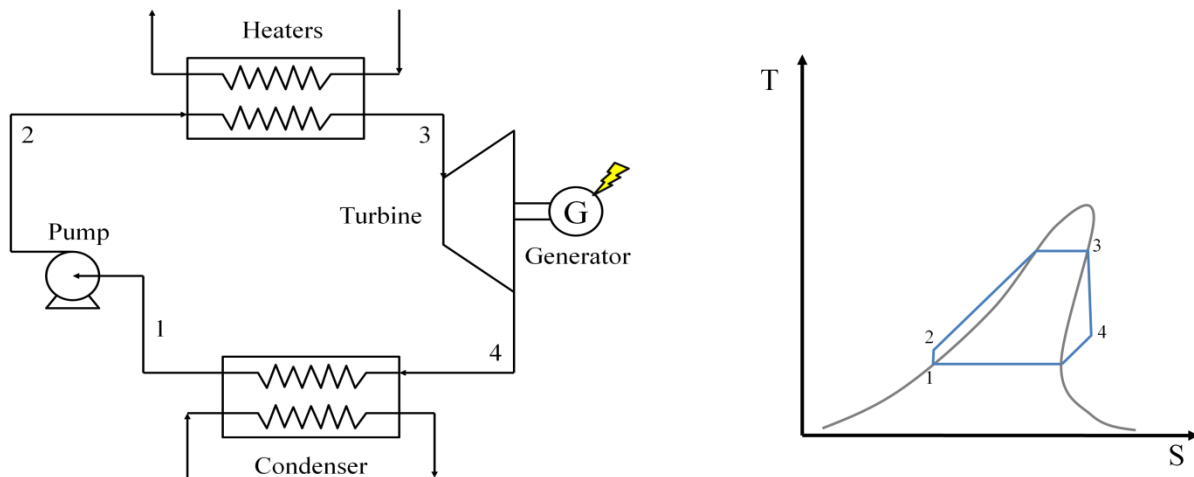 Heaters
2
3
Turbine
G
Generator
Pump
1
4
Condenser
T
3
2
4
1
S